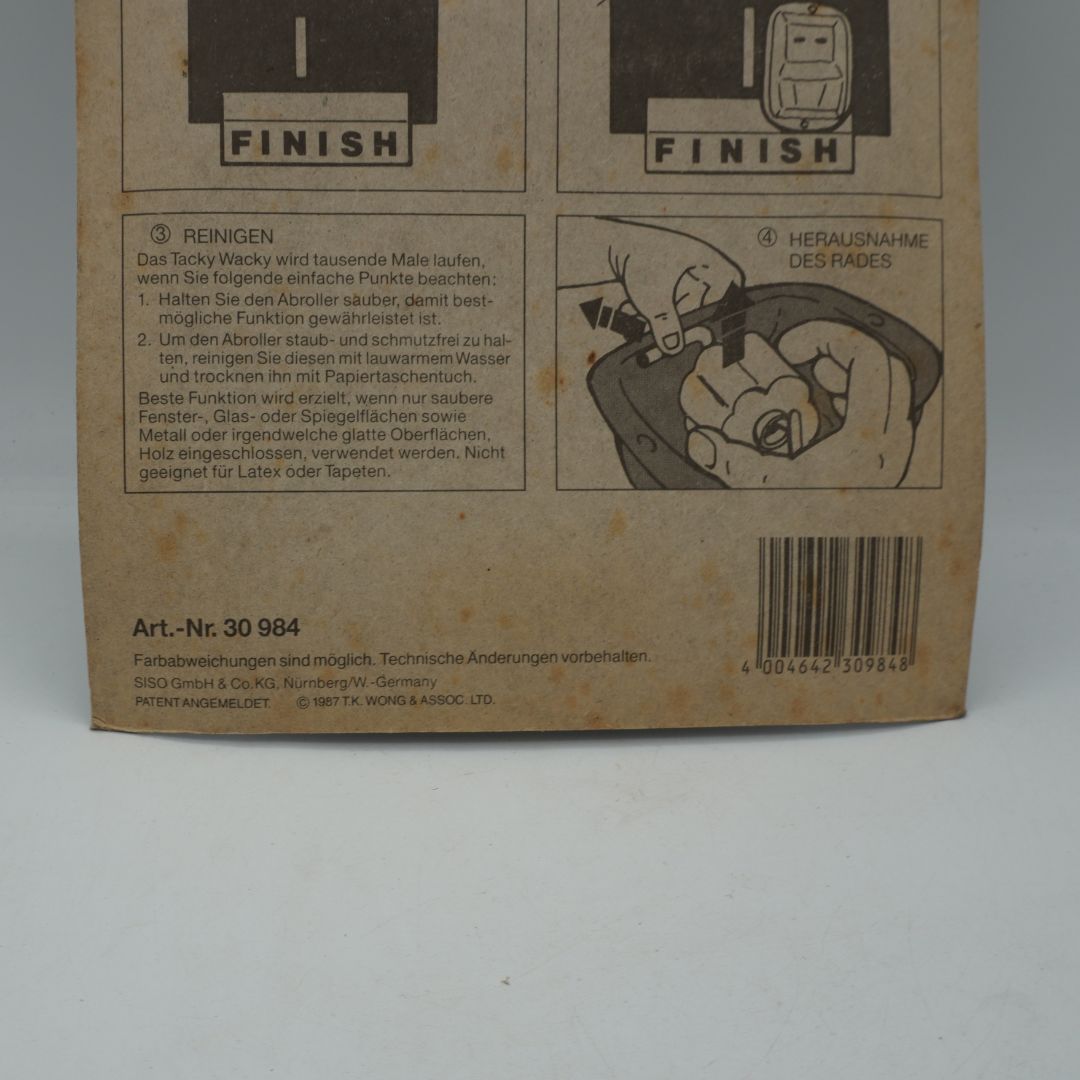 FINISH
FINISH
③ REINIGEN
Das Tacky Wacky wird tausende Male laufen,
wenn Sie folgende einfache Punkte beachten:
1. Halten Sie den Abroller sauber, damit best-
mögliche Funktion gewährleistet ist.
2. Um den Abroller staub- und schmutzfrei zu hal-
ten, reinigen Sie diesen mit lauwarmem Wasser
und trocknen ihn mit Papiertaschentuch.
Beste Funktion wird erzielt, wenn nur saubere
Fenster-, Glas- oder Spiegelflächen sowie
Metall oder irgendwelche glatte Oberflächen,
Holz eingeschlossen, verwendet werden. Nicht
geeignet für Latex oder Tapeten.
④ HERAUSNAHME
DES RADES
Art.-Nr. 30 984
Farbabweichungen sind möglich. Technische Änderungen vorbehalten.
SISO GmbH & Co.KG, Nürnberg/W.-Germany
PATENT ANGEMELDET. © 1987 T.K. WONG & ASSOC. LTD.
4 004642 309848